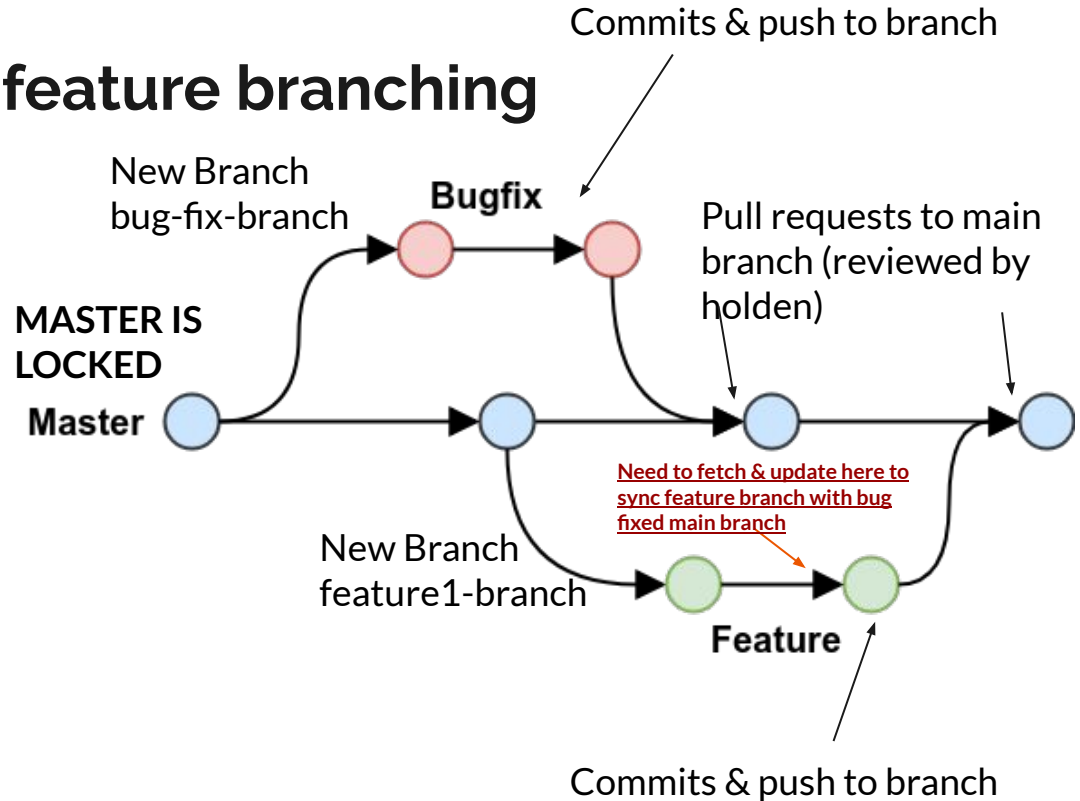 Commits & push to branch
feature branching
New Branch
bug-fix-branch
Bugfix
Pull requests to main
branch (reviewed by
holden)
MASTER IS
LOCKED
Master
Need to fetch & update here to
sync feature branch with bug
fixed main branch
New Branch
feature1-branch
Feature
Commits & push to branch